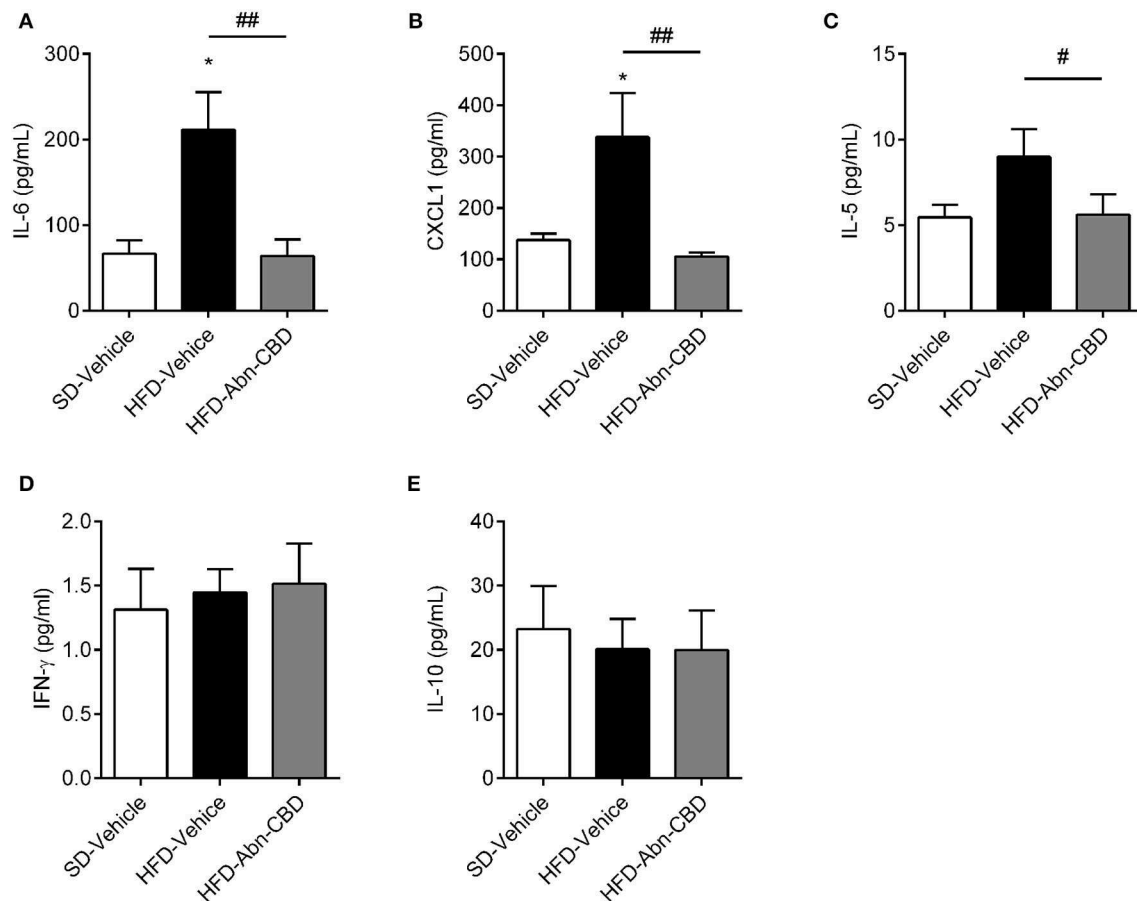 A
##
*
IL-6 (pg/mL)
300
200
100
0
SD-Vehicle
HFD-Vehice
HFD-Abn-CBD
B
##
*
CXCL1 (pg/ml)
500
400
300
200
150
100
50
0
SD-Vehicle
HFD-Vehice
HFD-Abn-CBD
C
#
IL-5 (pg/mL)
15
10
5
0
SD-Vehicle
HFD-Vehice
HFD-Abn-CBD
D
IFN-γ (pg/ml)
2.0
1.5
1.0
0.5
0.0
SD-Vehicle
HFD-Vehice
HFD-Abn-CBD
E
IL-10 (pg/mL)
40
30
20
10
0
SD-Vehicle
HFD-Vehice
HFD-Abn-CBD